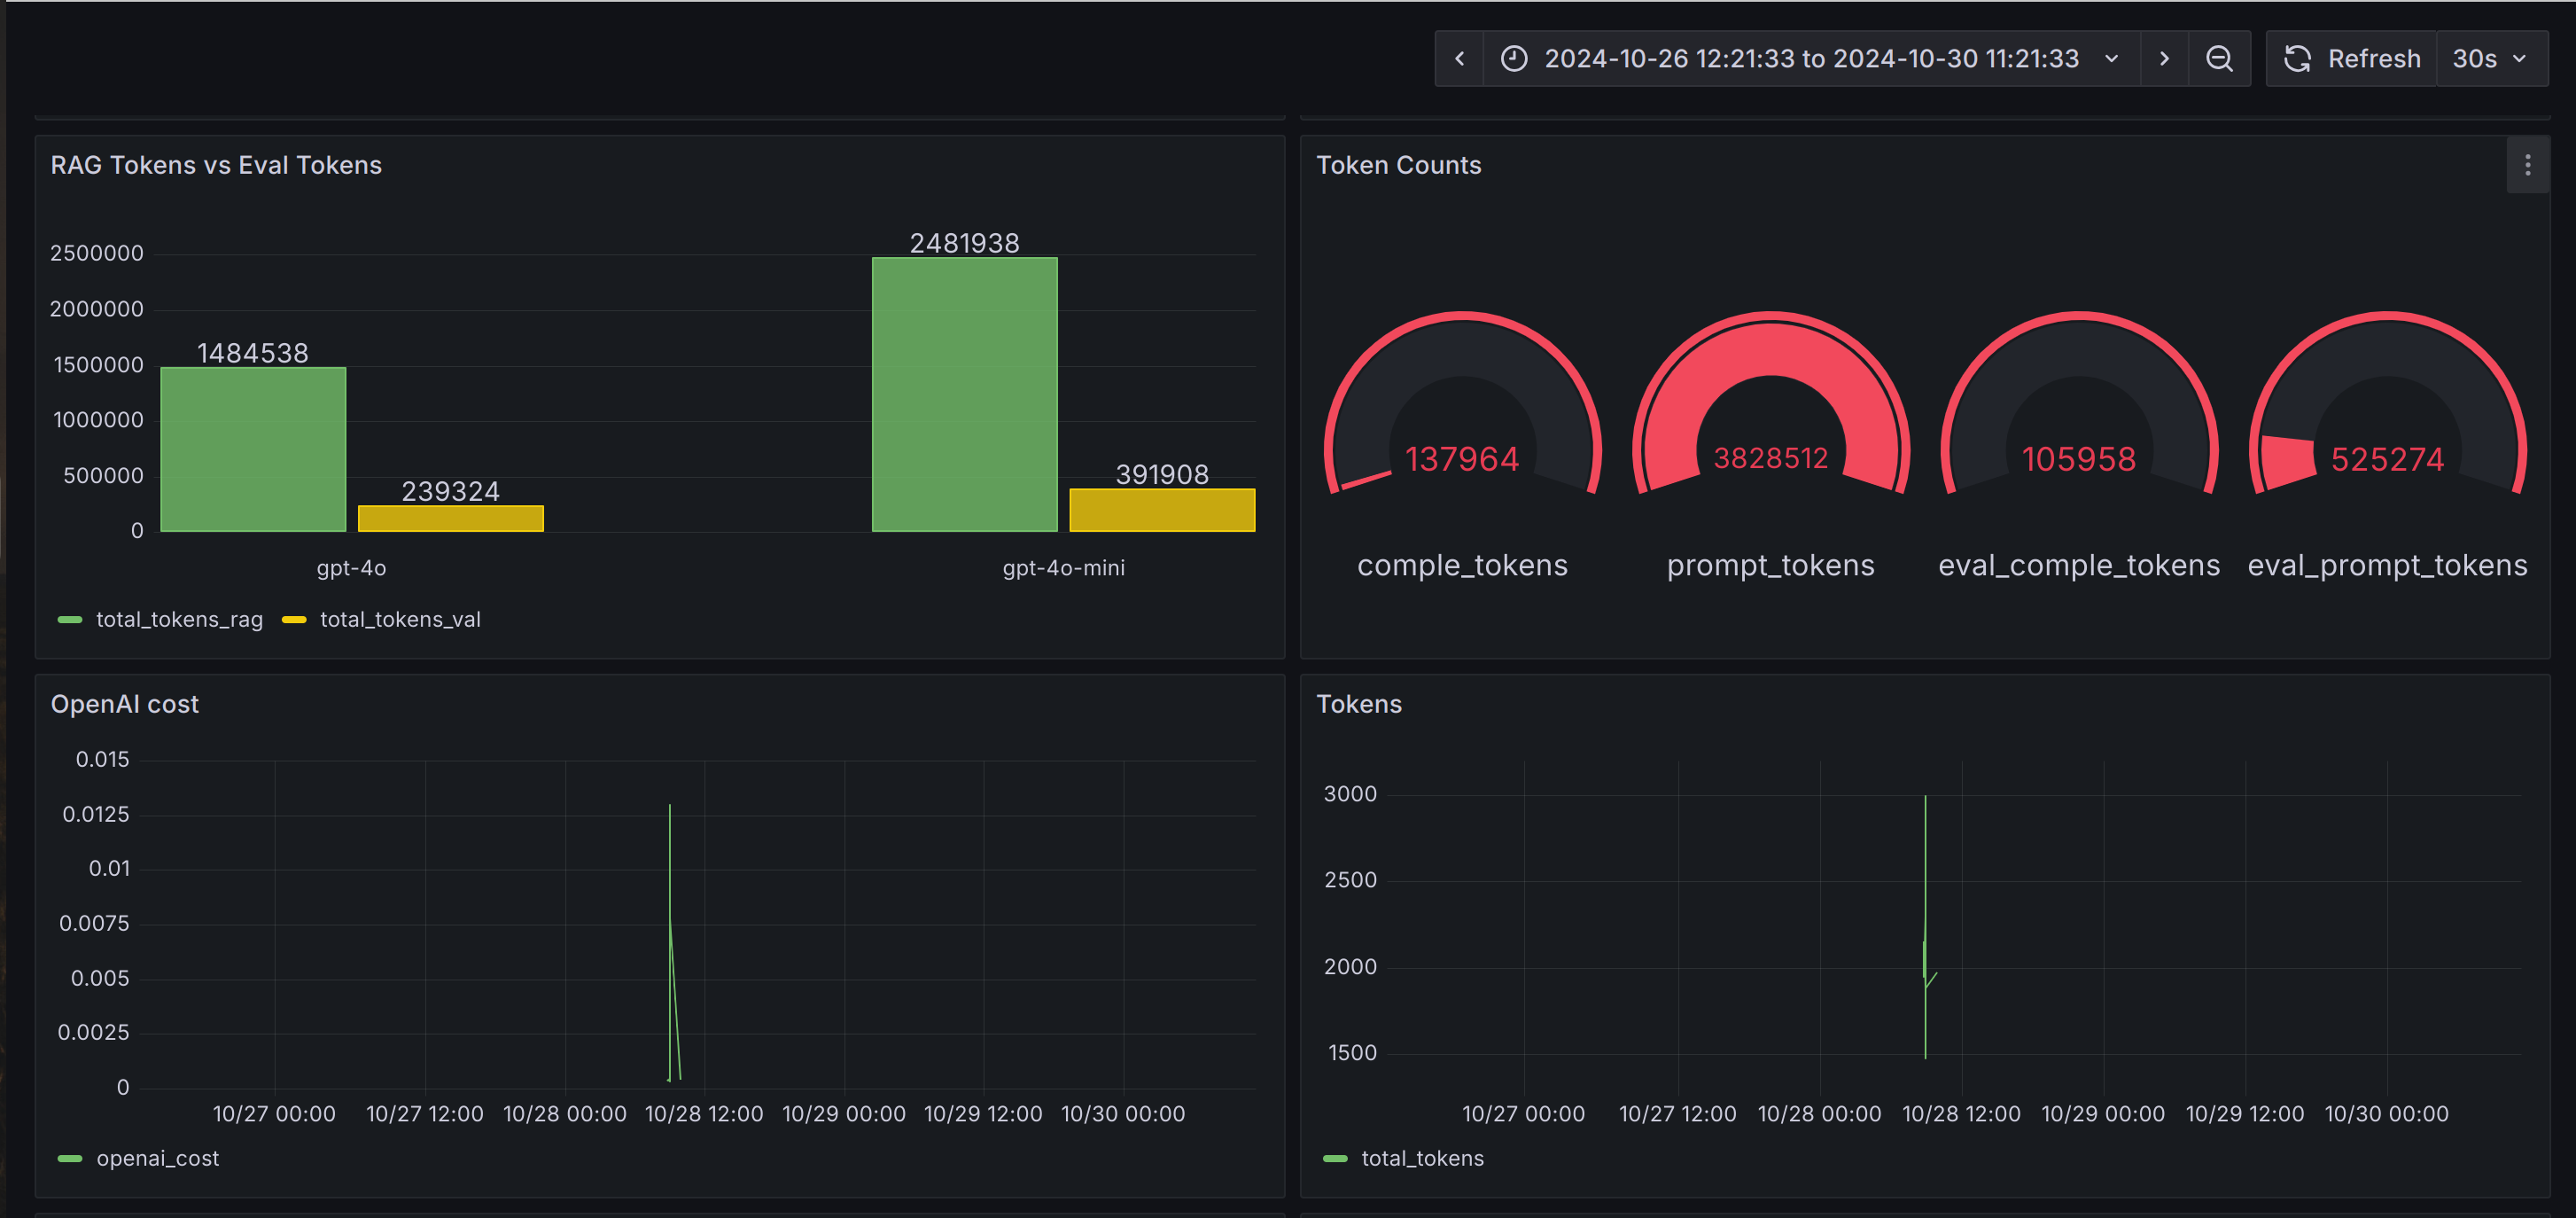 2024-10-26 12:21:33 to 2024-10-30 11:21:33
Refresh
30s
RAG Tokens vs Eval Tokens
2500000
2000000
1500000
1000000
500000
0
1484538
239324
2481938
391908
gpt-4o
gpt-4o-mini
total_tokens_rag
total_tokens_val
Token Counts
137964
3828512
105958
525274
comple_tokens
prompt_tokens
eval_comple_tokens
eval_prompt_tokens
OpenAI cost
0.015
0.0125
0.01
0.0075
0.005
0.0025
0
10/27 00:00
10/27 12:00
10/28 00:00
10/28 12:00
10/29 00:00
10/29 12:00
10/30 00:00
openai_cost
Tokens
3000
2500
2000
1500
10/27 00:00
10/27 12:00
10/28 00:00
10/28 12:00
10/29 00:00
10/29 12:00
10/30 00:00
total_tokens